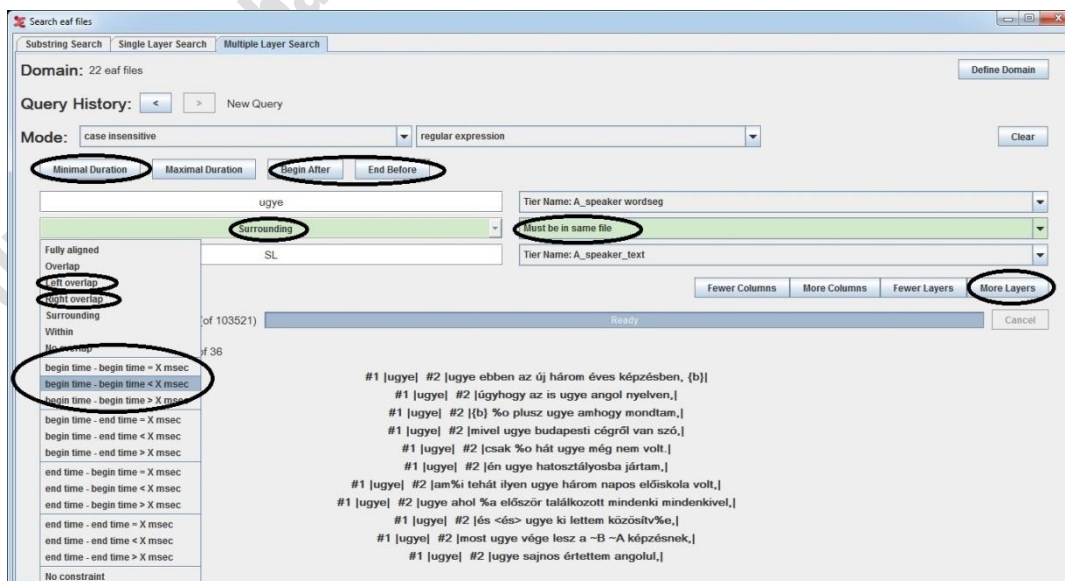 Search eaf files
Substring Search Single Layer Search Multiple Layer Search
Domain: 22 eaf files Define Domain
Query History: < > New Query
Mode: case insensitive regular expression Clear
Minimal Duration Maximal Duration Begin After End Before
ugye Tier Name: A_speaker wordseg
Surrounding Must be in same file
SL Tier Name: A_speaker_text
Fewer Columns More Columns Fewer Layers More Layers
Fully aligned
Overlap
Left overlap
Right overlap
Surrounding
Within
No overlap
begin time - begin time = X msec
begin time - begin time < X msec
begin time - begin time > X msec
begin time - end time = X msec
begin time - end time < X msec
begin time - end time > X msec
end time - begin time = X msec
end time - begin time < X msec
end time - begin time > X msec
end time - end time = X msec
end time - end time < X msec
end time - end time > X msec
No constraint
(of 103521) Ready Cancel
of 36
#1 |ugye| #2 |ugye ebben az új három éves képzésben, {b}|
#1 |ugye| #2 |úgyhogy az is ugye angol nyelven,|
#1 |ugye| #2 |{b} %o plusz ugye amhogy mondtam,|
#1 |ugye| #2 |mivel ugye budapesti cégről van szó,|
#1 |ugye| #2 |csak %o hát ugye még nem volt.|
#1 |ugye| #2 |én ugye hatosztályosba jártam,|
#1 |ugye| #2 |am%i tehát ilyen ugye három napos előiskola volt,|
#1 |ugye| #2 |ugye ahol %a először találkozott mindenki mindenkivel,|
#1 |ugye| #2 |és <és> ugye ki lettem közösítv%e,|
#1 |ugye| #2 |most ugye vége lesz a ~B ~A képzésnek,|
#1 |ugye| #2 |ugye sajnos értettem angolul,|